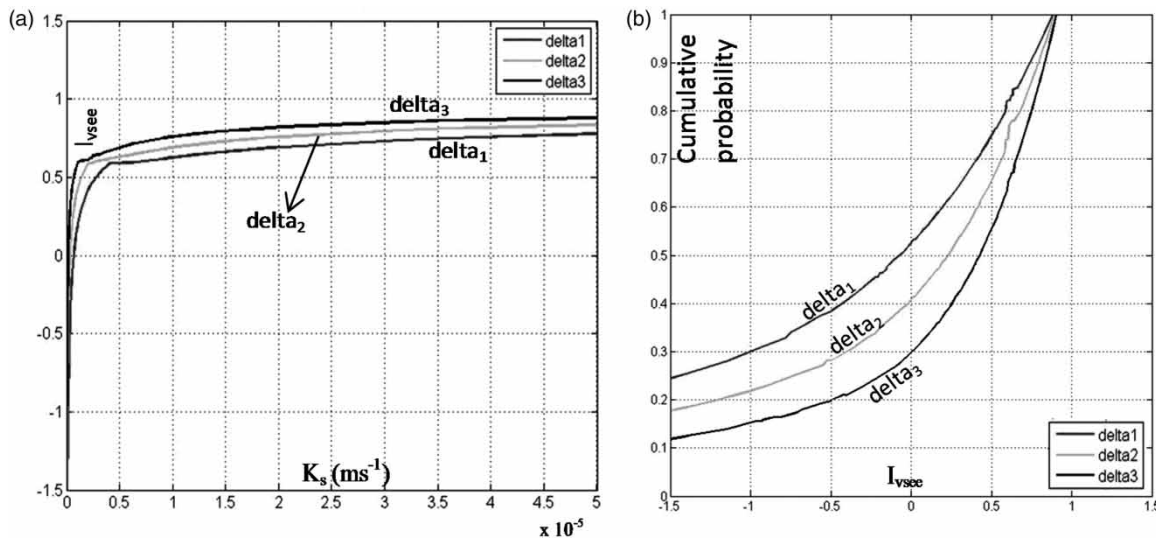 (a)
1.5
1
0.5
0
-0.5
-1
-1.5
I_vsee
delta1
delta2
delta3
delta₃
delta₁
delta₂
K_s (ms⁻¹)
0 0.5 1 1.5 2 2.5 3 3.5 4 4.5 5
x 10⁻⁵
(b)
1
0.9
0.8
0.7
0.6
0.5
0.4
0.3
0.2
0.1
0
Cumulative
probability
delta₁
delta₂
delta₃
delta1
delta2
delta3
I_vsee
-1.5 -1 -0.5 0 0.5 1 1.5